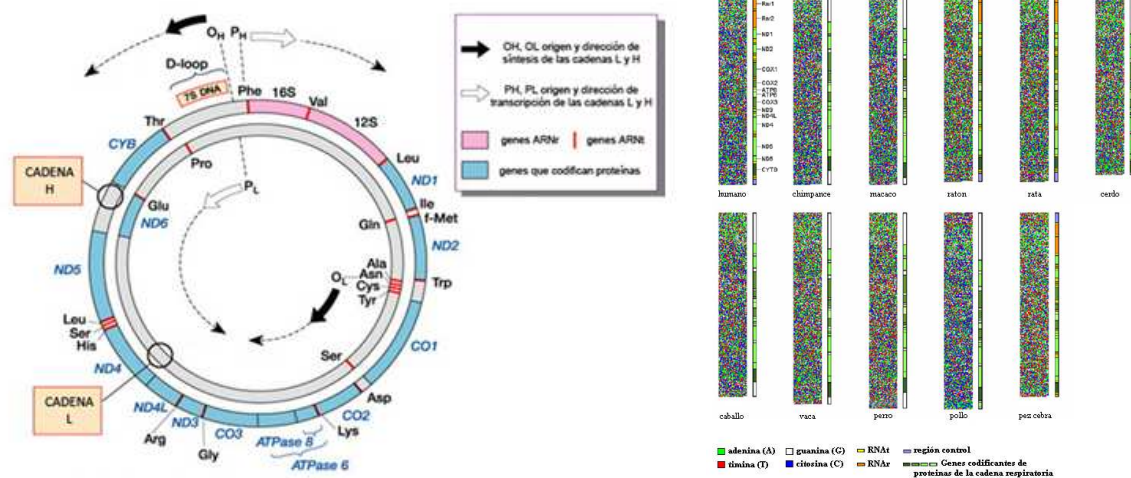 OH PH
D-loop
7S DNA
Phe
16S
Val
12S
Leu
ND1
Ile
f-Met
ND2
Gln
Ala
Asn
Cys
Tyr
Trp
OL
CO1
Ser
Asp
CO2
Lys
ATPase 8
ATPase 6
CO3
Gly
ND3
Arg
ND4L
ND4
His
Ser
Leu
ND5
ND6
Glu
Pro
CYB
Thr
PL
CADENA
H
CADENA
L
OH, OL origen y dirección de
síntesis de las cadenas L y H
PH, PL origen y dirección de
transcripción de las cadenas L y H
genes ARNr
genes ARNt
genes que codifican proteínas
Rnr2
ND1
ND2
COX1
COX2
ATP8
ATP6
COX3
ND3
ND4L
ND4
ND5
ND6
CYTB
humano chimpance macaco raton rata cerdo
caballo vaca perro pollo pez cebra
adenina (A) guanina (G) RNAt región control
timina (T) citosina (C) RNAr Genes codificantes de
proteinas de la cadena respiratoria